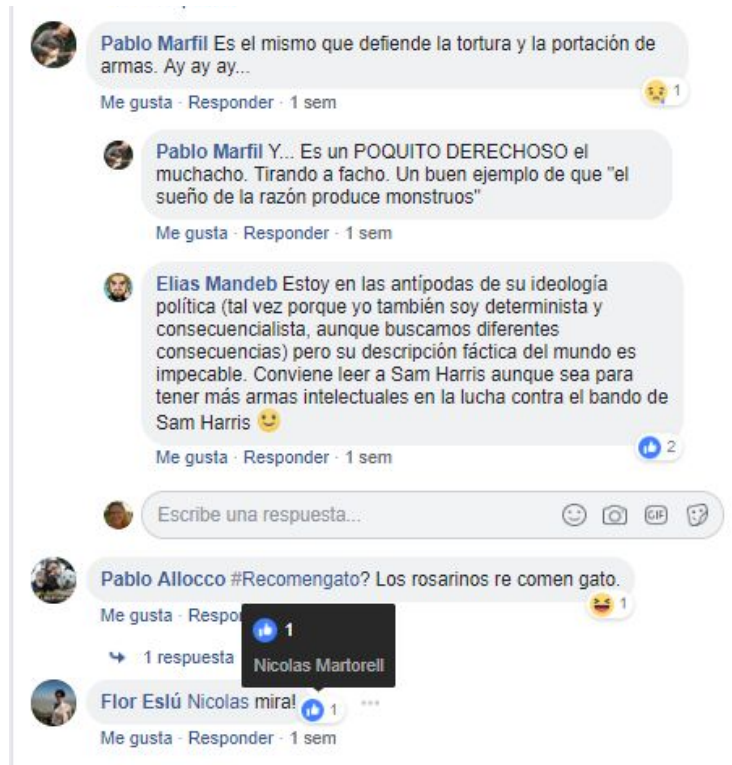 Pablo Marfil Es el mismo que defiende la tortura y la portación de
armas. Ay ay ay...
1
Me gusta · Responder · 1 sem
Pablo Marfil Y... Es un POQUITO DERECHOSO el
muchacho. Tirando a facho. Un buen ejemplo de que "el
sueño de la razón produce monstruos"
Me gusta · Responder · 1 sem
Elias Mandeb Estoy en las antípodas de su ideología
política (tal vez porque yo también soy determinista y
consecuencialista, aunque buscamos diferentes
consecuencias) pero su descripción fáctica del mundo es
impecable. Conviene leer a Sam Harris aunque sea para
tener más armas intelectuales en la lucha contra el bando de
Sam Harris
2
Me gusta · Responder · 1 sem
Escribe una respuesta...
GIF
Pablo Allocco #Recomengato? Los rosarinos re comen gato.
1
Me gusta · Respo
1
1 respuesta
Nicolas Martorell
Flor Eslú Nicolas mira!
1
Me gusta · Responder · 1 sem